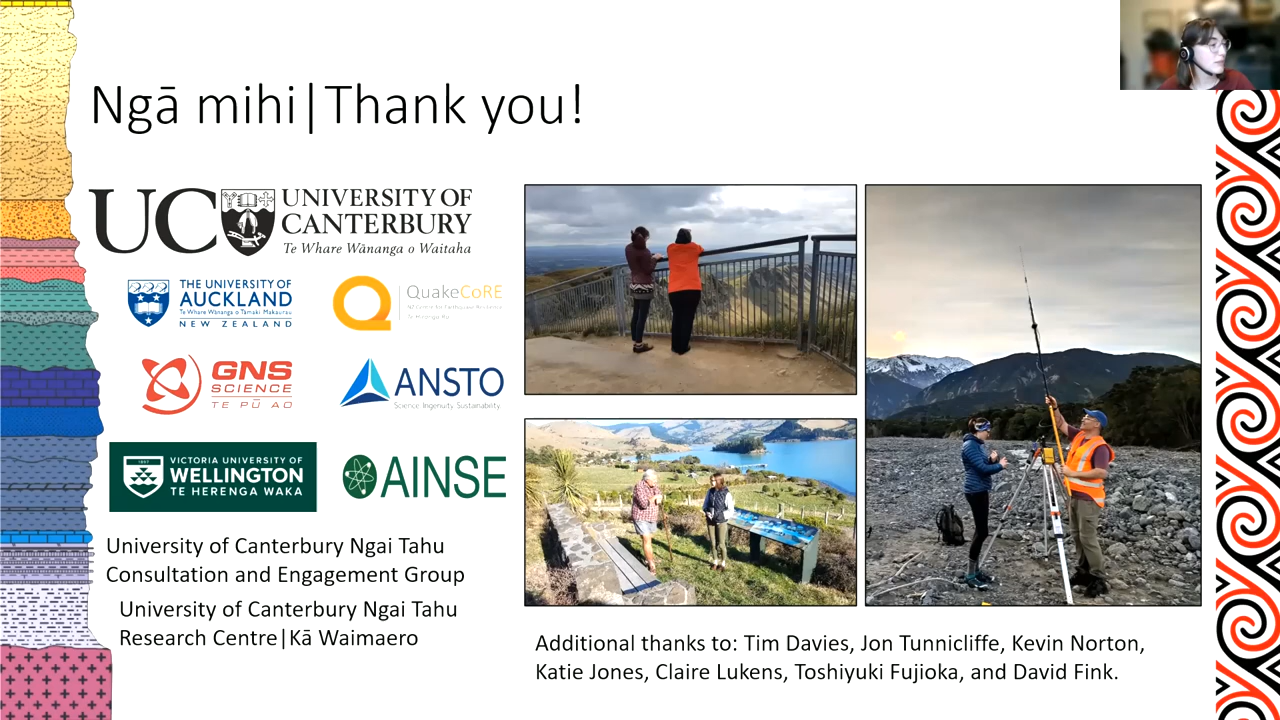 Ngā mihi|Thank you!
UC
UNIVERSITY OF
CANTERBURY
Te Whare Wānanga o Waitaha
THE UNIVERSITY OF
AUCKLAND
Te Whare Wānanga o Tāmaki Makaurau
NEW ZEALAND
QuakeCoRE
GNS
SCIENCE
TE PŪ AO
ANSTO
Science. Ingenuity. Sustainability.
1897
VICTORIA UNIVERSITY OF
WELLINGTON
TE HERENGA WAKA
AINSE
University of Canterbury Ngai Tahu
Consultation and Engagement Group
University of Canterbury Ngai Tahu
Research Centre|Kā Waimaero
Additional thanks to: Tim Davies, Jon Tunnicliffe, Kevin Norton,
Katie Jones, Claire Lukens, Toshiyuki Fujioka, and David Fink.